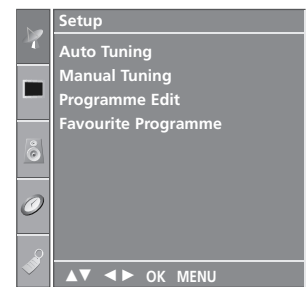 Setup
Auto Tuning
Manual Tuning
Programme Edit
Favourite Programme
▲▼ ◄► OK MENU